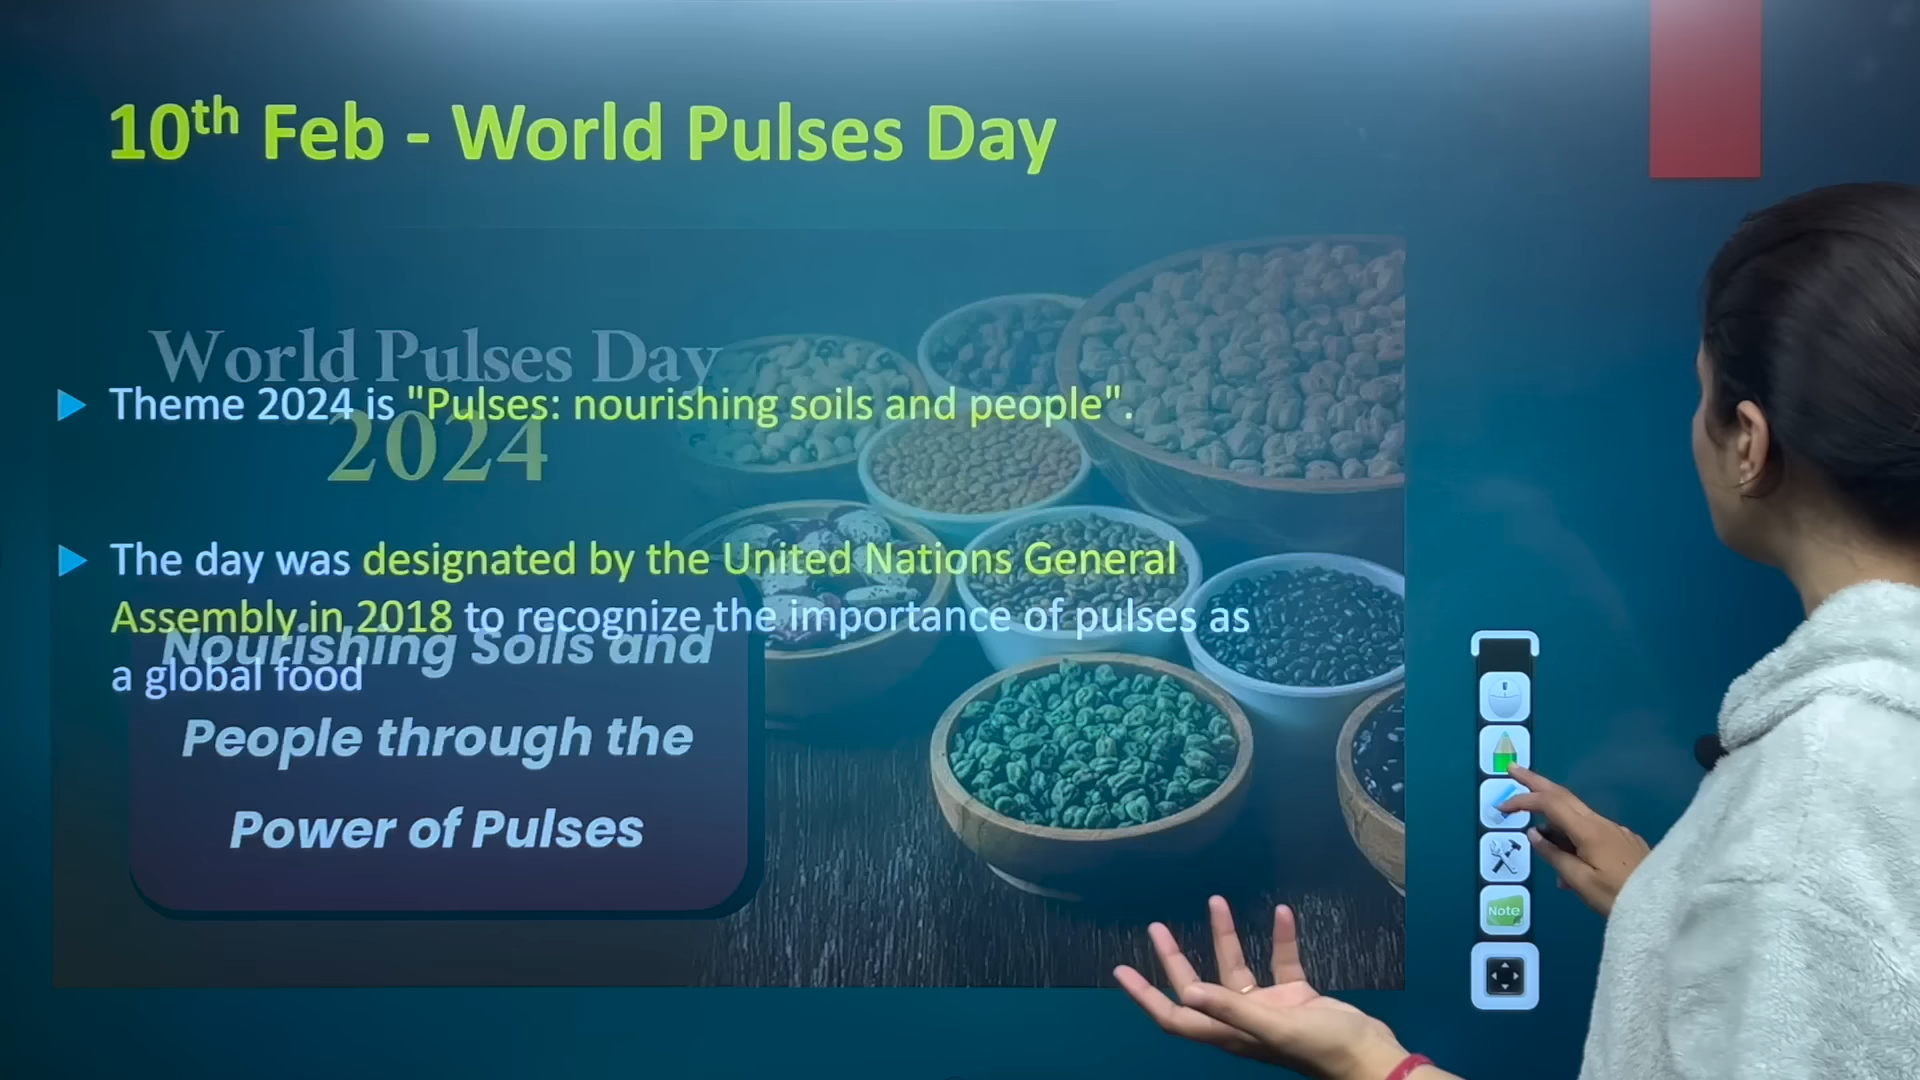 10th Feb - World Pulses Day
World Pulses Day
2024
Theme 2024 is "Pulses: nourishing soils and people".
The day was designated by the United Nations General
Assembly in 2018 to recognize the importance of pulses as
a global food
Nourishing Soils and
People through the
Power of Pulses
Note